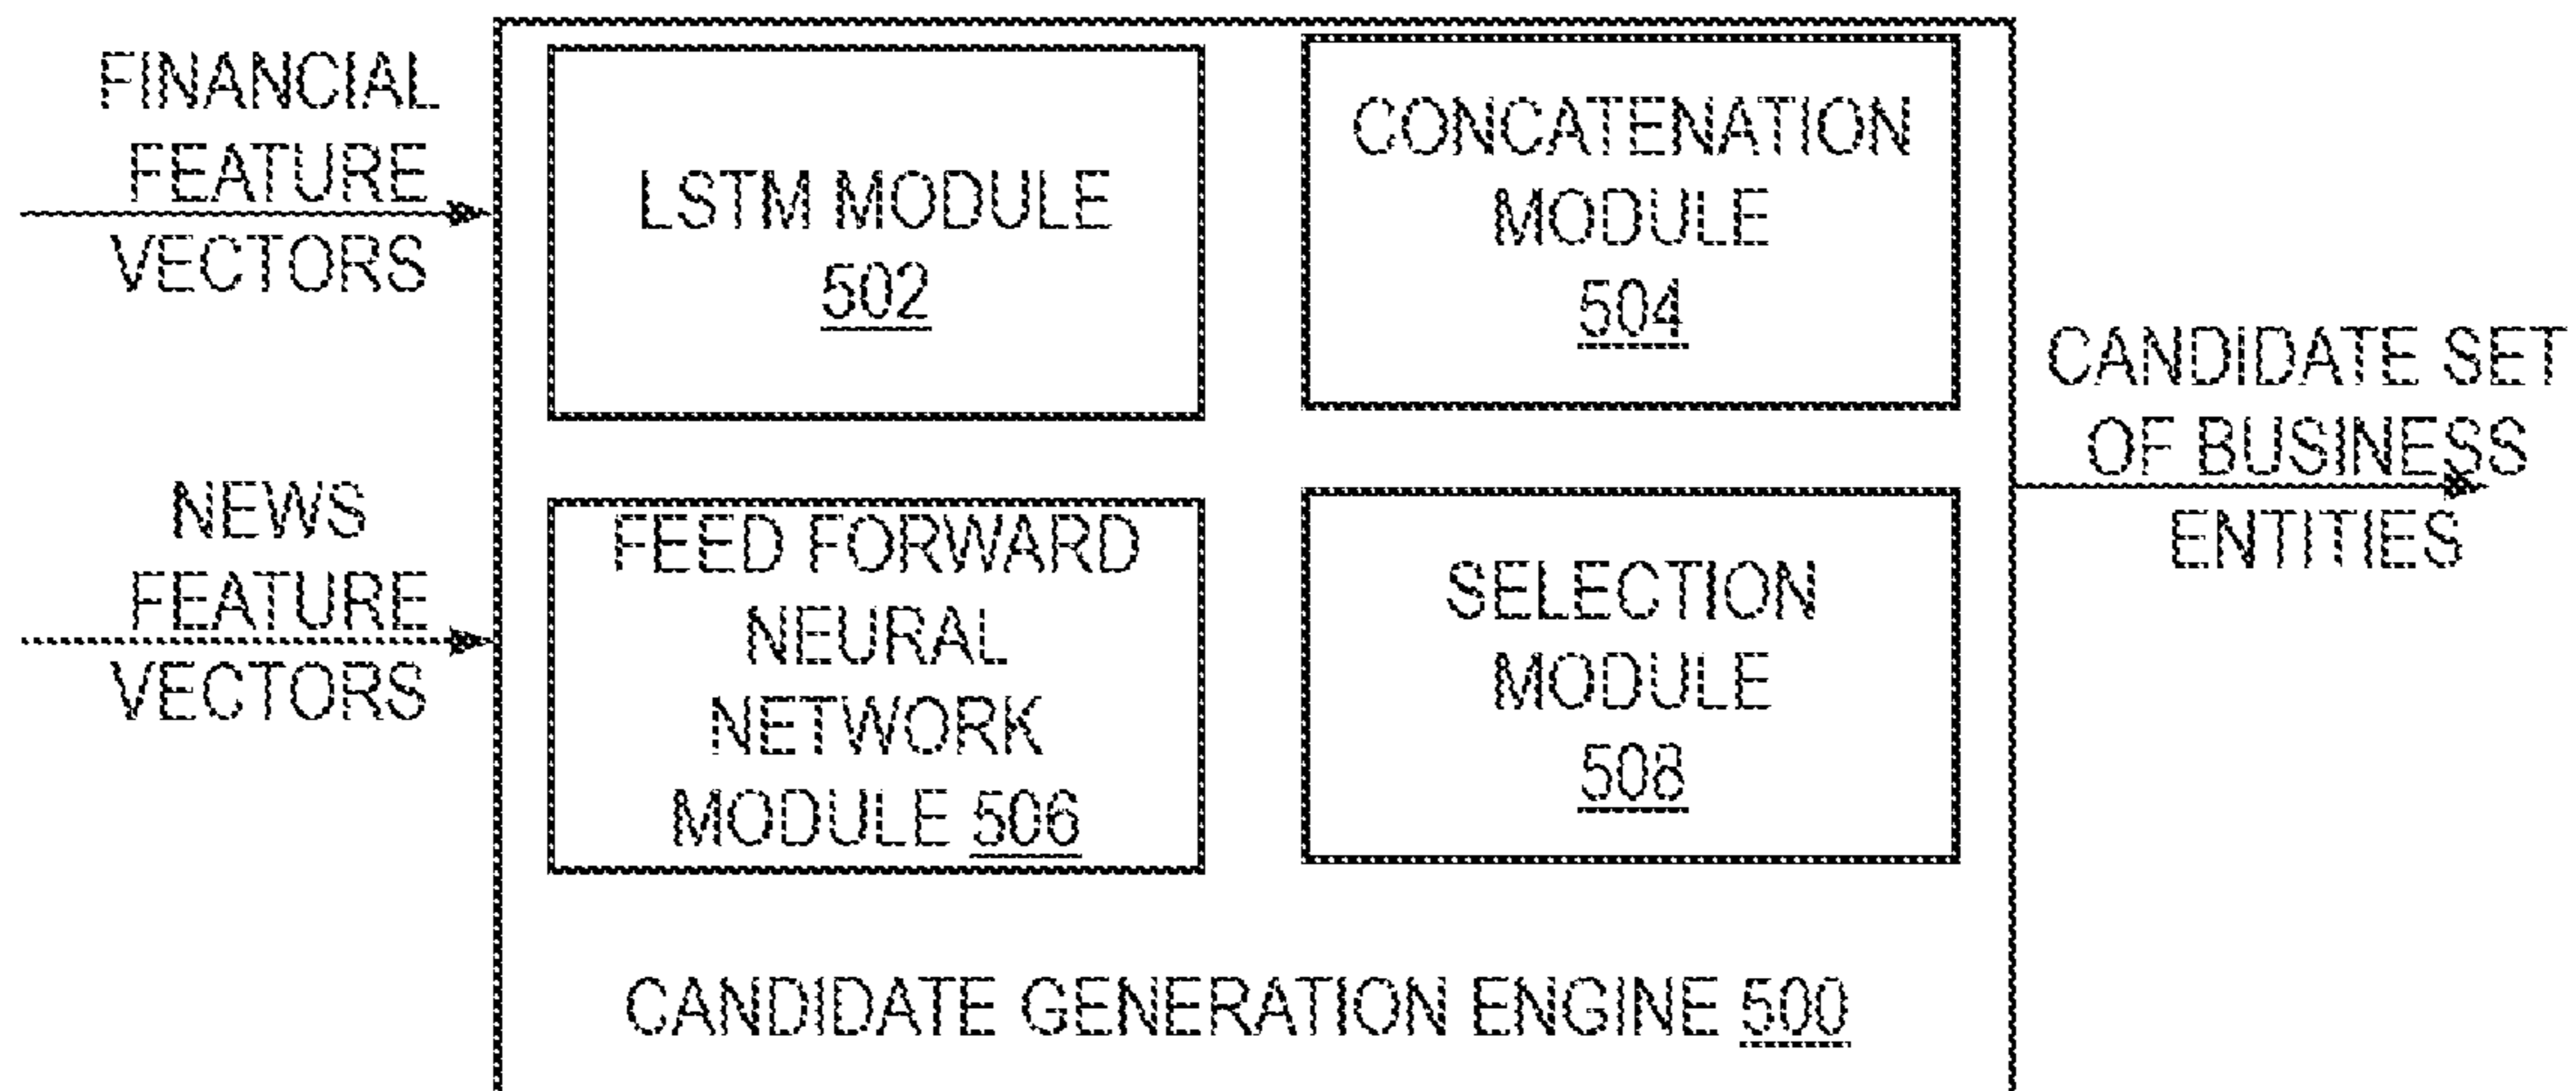 FINANCIAL
FEATURE
VECTORS
NEWS
FEATURE
VECTORS
LSTM MODULE
502
CONCATENATION
MODULE
504
FEED FORWARD
NEURAL
NETWORK
MODULE 506
SELECTION
MODULE
508
CANDIDATE GENERATION ENGINE 500
CANDIDATE SET
OF BUSINESS
ENTITIES